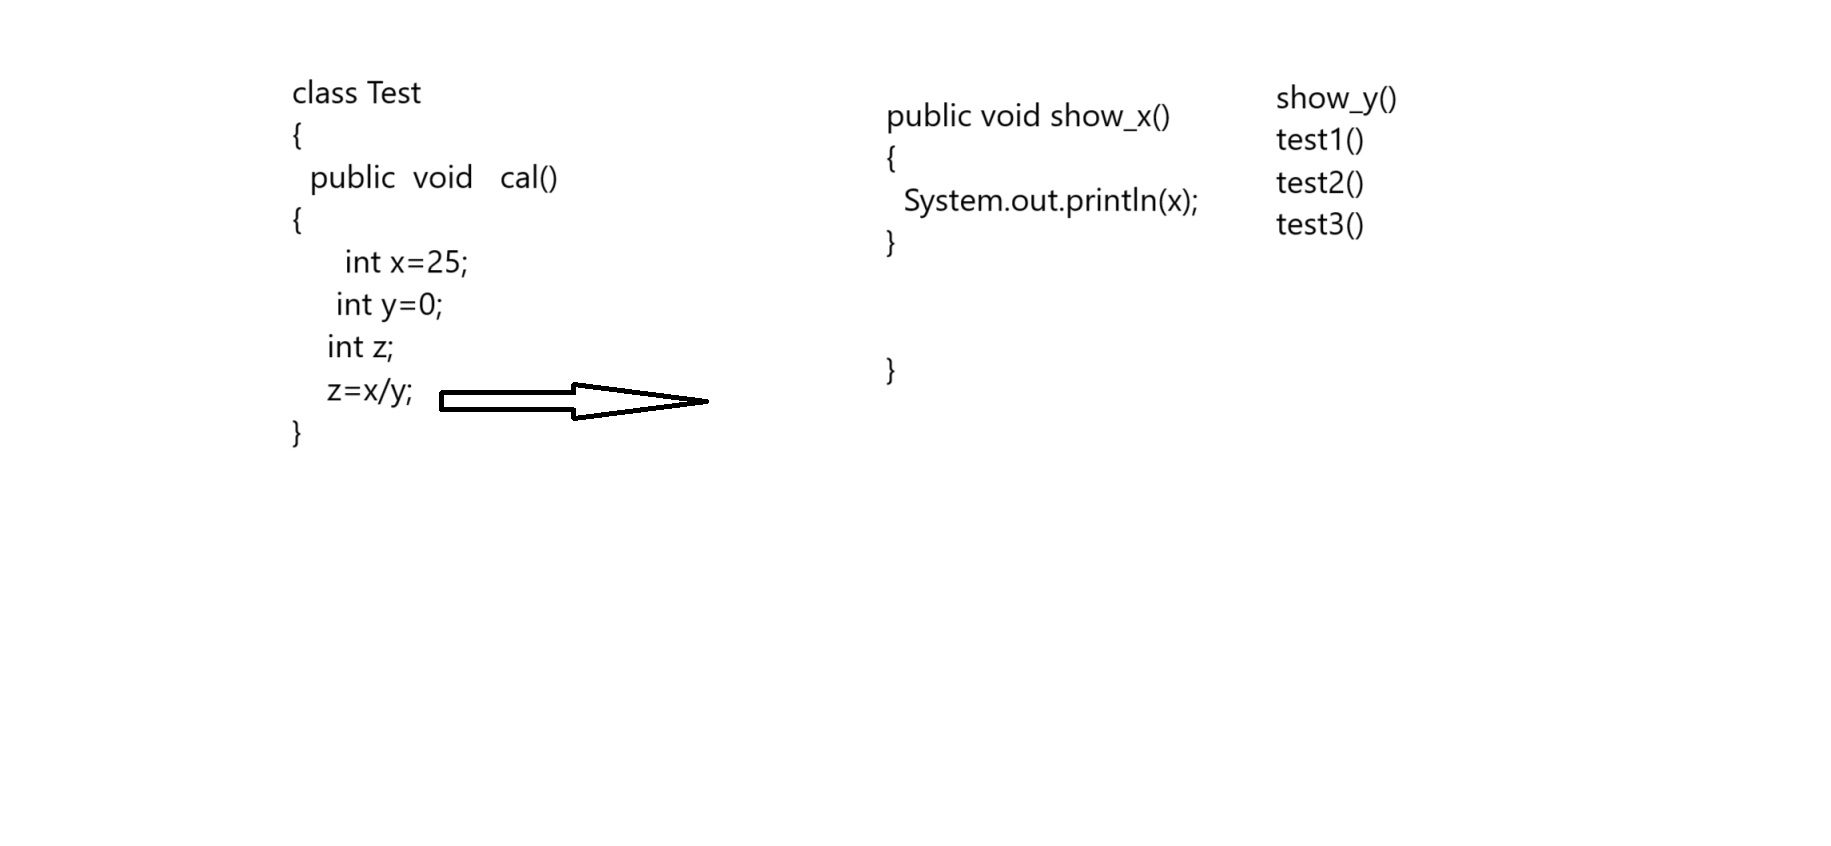 class Test
{
public void cal()
{
int x=25;
int y=0;
int z;
z=x/y;
}
public void show_x()
{
System.out.println(x);
}
}
show_y()
test1()
test2()
test3()